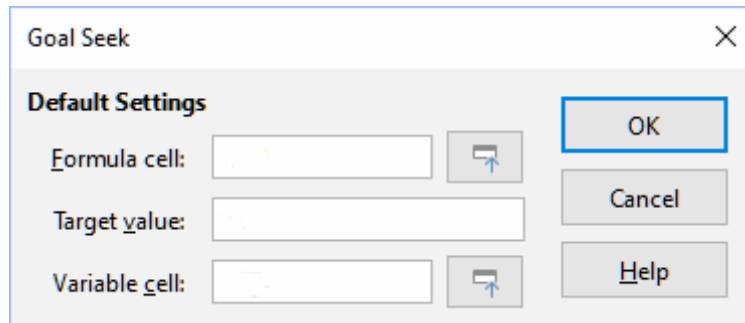 Goal Seek
Default Settings
Formula cell:
Target value:
Variable cell:
OK
Cancel
Help